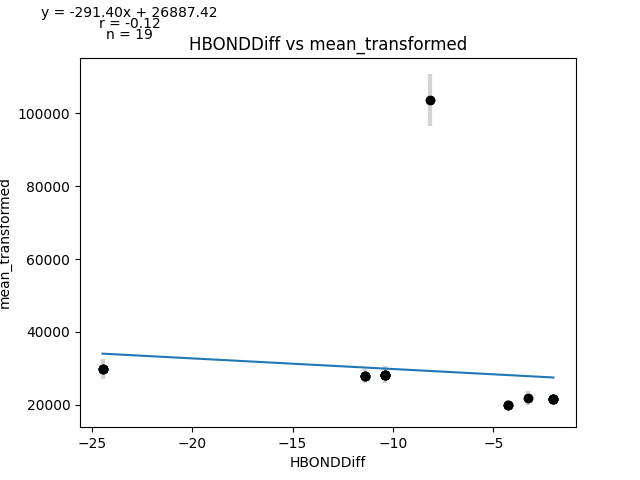 y = -291.40x + 26887.42
r = -0.12
n = 19
HBONDDiff vs mean_transformed
100000
80000
60000
40000
20000
mean_transformed
−25
−20
−15
−10
−5
HBONDDiff